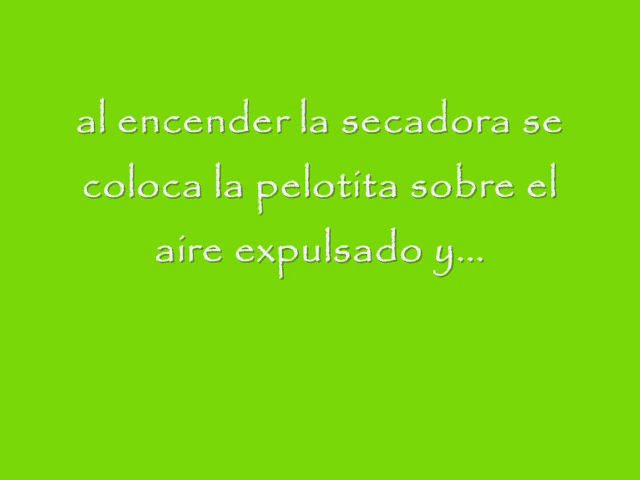 al encender la secadora se
coloca la pelotita sobre el
aire expulsado y...